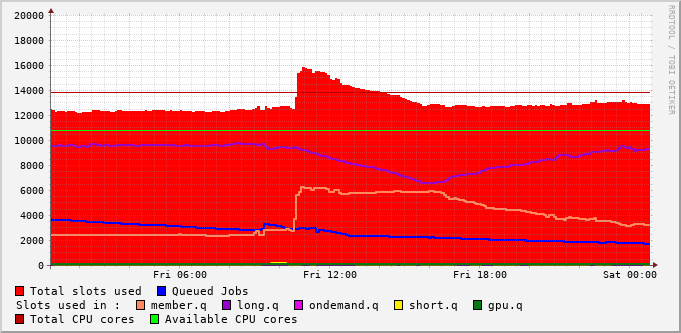 20000
18000
16000
14000
12000
10000
8000
6000
4000
2000
0
Fri 06:00 Fri 12:00 Fri 18:00 Sat 00:00
RRDTOOL / TOBI OETIKER
Total slots used Queued Jobs
Slots used in : member.q long.q ondemand.q short.q gpu.q
Total CPU cores Available CPU cores